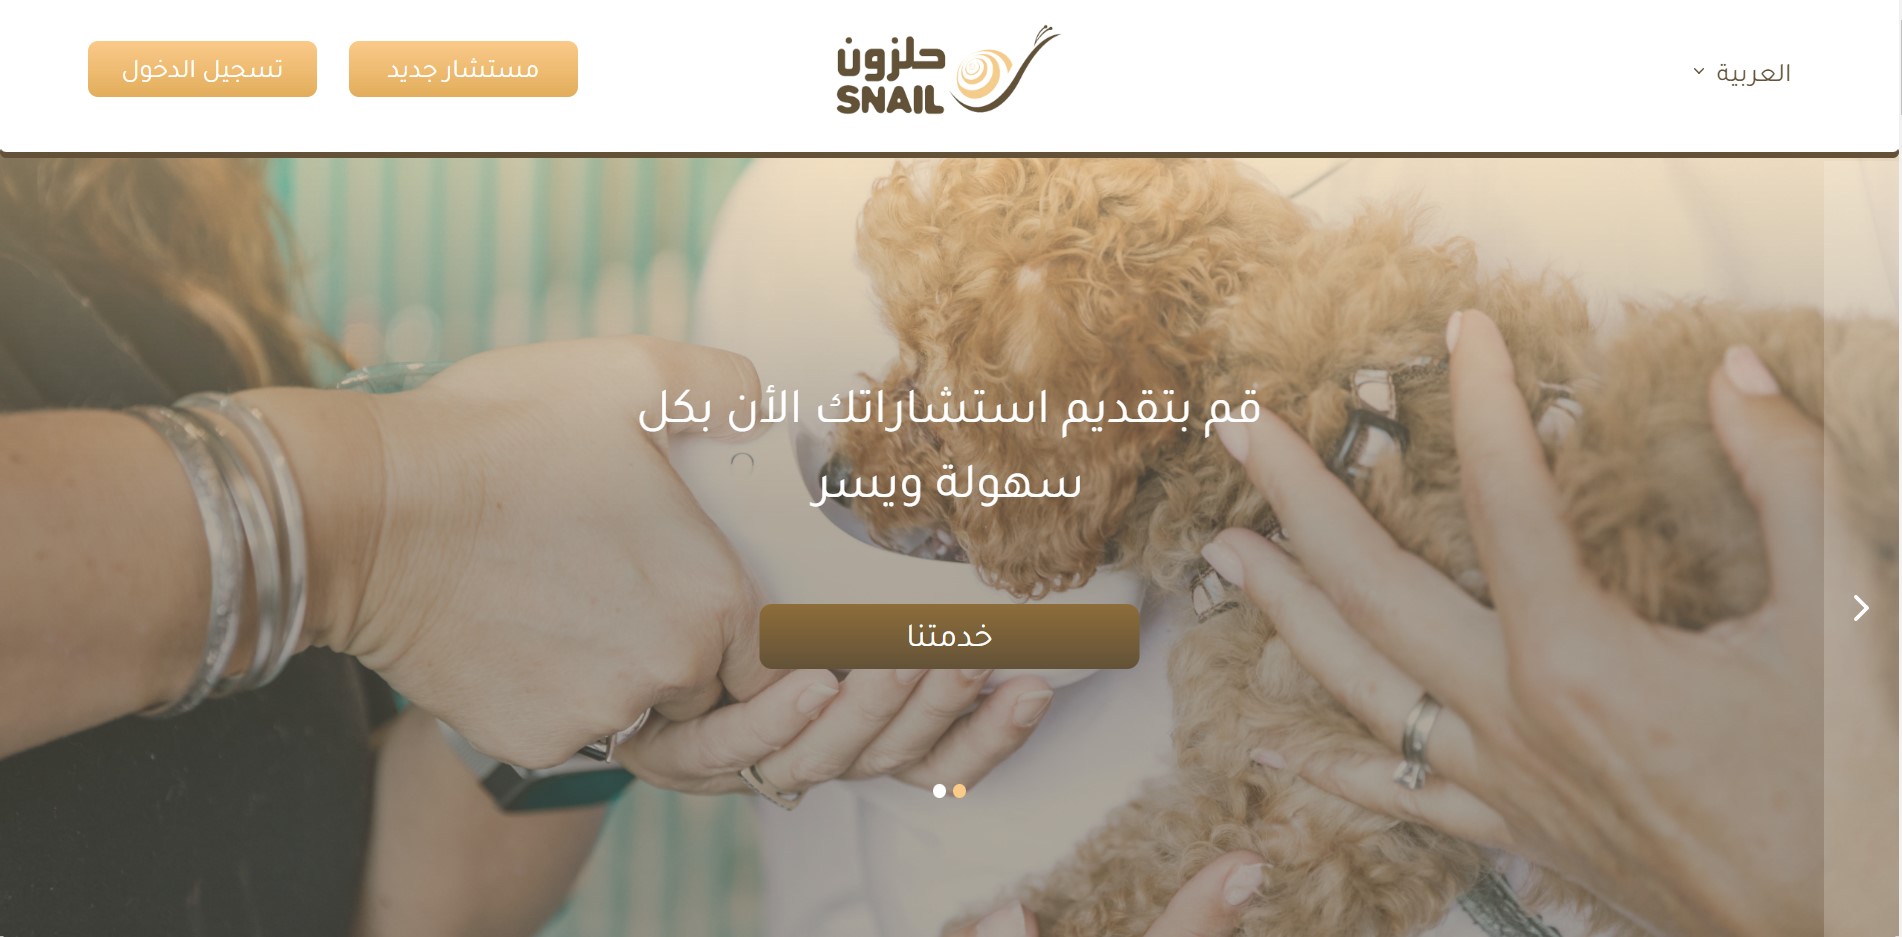 العربية
حلزون
SNAIL
مستشار جديد
تسجيل الدخول
قم بتقديم استشاراتك الأن بكل
سهولة ويسر
خدمتنا